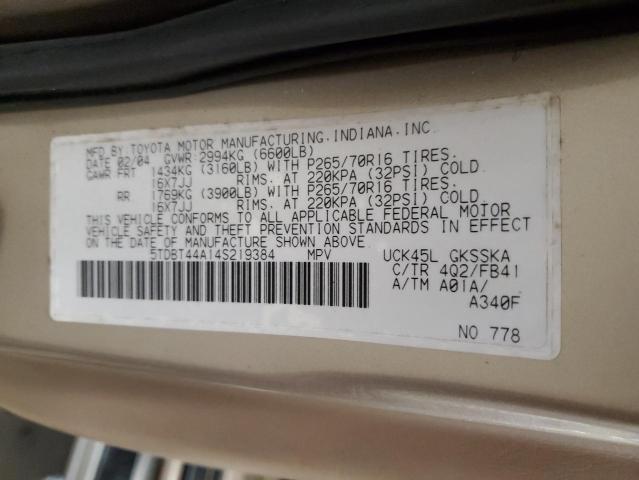 MFD.BY TOYOTA MOTOR MANUFACTURING.INDIANA.INC
DATE 02/04 GVWR 2994KG (6600LB)
GAWR FRT 1434KG (3160LB) WITH P265/70R16 TIRES.
16X7JJ RIMS. AT 220KPA (32PSI) COLD
RR 1769KG (3900LB) WITH P265/70R16 TIRES.
16X7JJ RIMS. AT 220KPA (32PSI) COLD
THIS VEHICLE CONFORMS TO ALL APPLICABLE FEDERAL MOTOR
VEHICLE SAFETY AND THEFT PREVENTION STANDARDS IN EFFECT
ON THE DATE OF MANUFACTURE SHOWN ABOVE.
5TDBT44A14S219384 MPV UCK45L GKSSKA
C/TR 4Q2/FB41
A/TM A01A/
A340F
NO 778